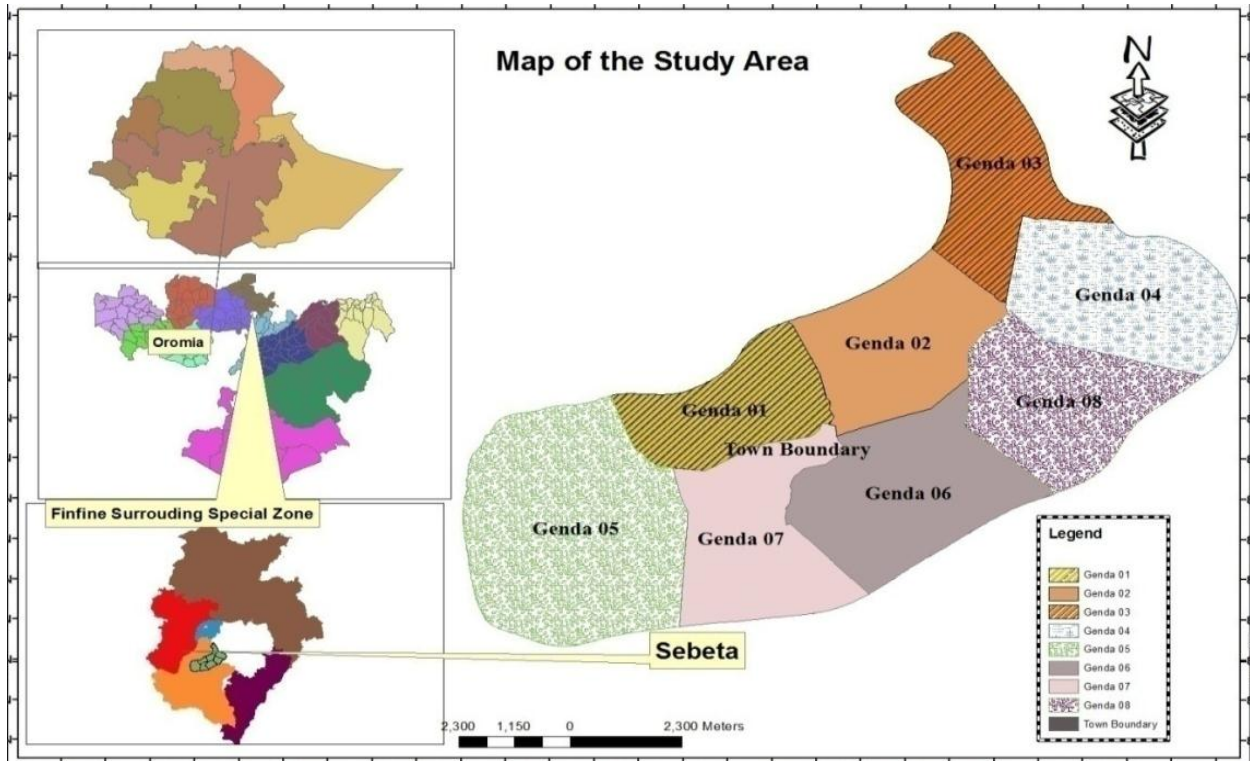 Map of the Study Area
N
Oromia
Finfine Surrouding Special Zone
Sebeta
Genda 03
Genda 04
Genda 02
Genda 08
Genda 01
Town Boundary
Genda 06
Genda 05
Genda 07
Legend
Genda 01
Genda 02
Genda 03
Genda 04
Genda 05
Genda 06
Genda 07
Genda 08
Town Boundary
2,300 1,150 0 2,300 Meters